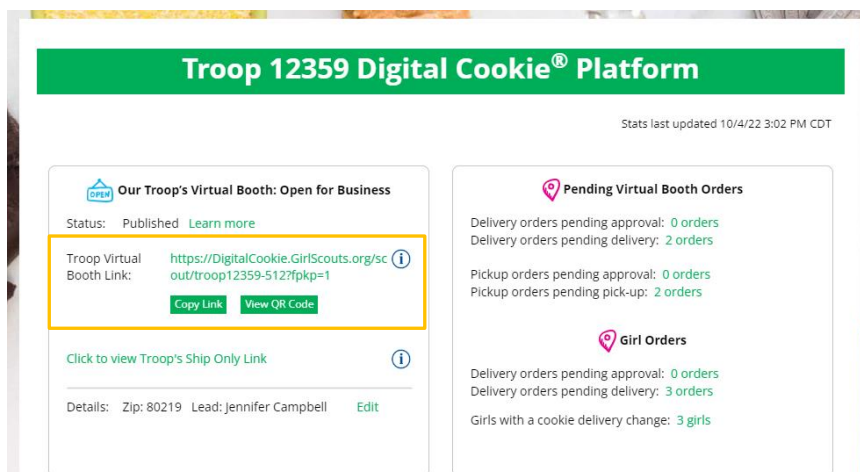 Troop 12359 Digital Cookie® Platform
Stats last updated 10/4/22 3:02 PM CDT
OPEN
Our Troop's Virtual Booth: Open for Business
Status: Published Learn more
Troop Virtual
Booth Link:
https://DigitalCookie.GirlScouts.org/sc
out/troop12359-512?fpkp=1
i
Copy Link View QR Code
Click to view Troop's Ship Only Link
i
Details: Zip: 80219 Lead: Jennifer Campbell Edit
Pending Virtual Booth Orders
Delivery orders pending approval: 0 orders
Delivery orders pending delivery: 2 orders
Pickup orders pending approval: 0 orders
Pickup orders pending pick-up: 2 orders
Girl Orders
Delivery orders pending approval: 0 orders
Delivery orders pending delivery: 3 orders
Girls with a cookie delivery change: 3 girls